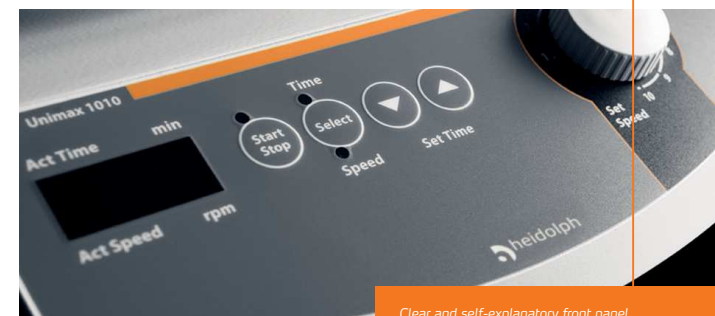 Unimax 1010
Act Time min
Act Speed rpm
Time
Start
Stop
Select
Speed
Set Time
Set
Speed
10
9
8
heidolph
Clear and self-explanatory front panel